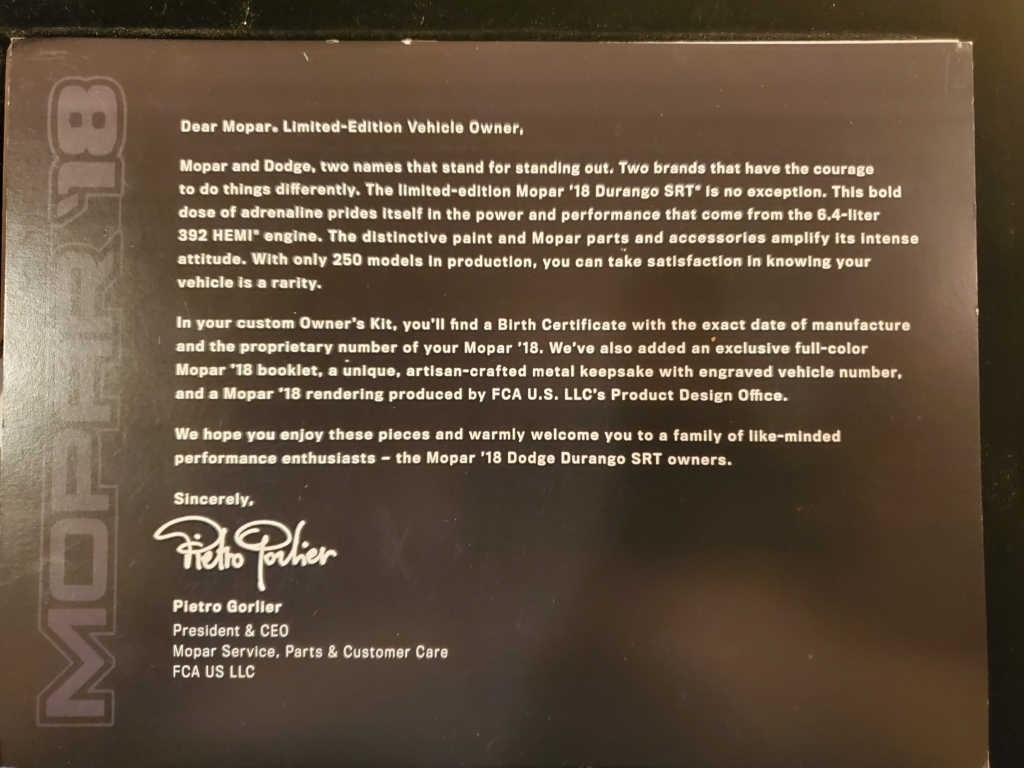 MOPAR '18
Dear Mopar® Limited-Edition Vehicle Owner,
Mopar and Dodge, two names that stand for standing out. Two brands that have the courage
to do things differently. The limited-edition Mopar '18 Durango SRT® is no exception. This bold
dose of adrenaline prides itself in the power and performance that come from the 6.4-liter
392 HEMI® engine. The distinctive paint and Mopar parts and accessories amplify its intense
attitude. With only 250 models in production, you can take satisfaction in knowing your
vehicle is a rarity.
In your custom Owner's Kit, you'll find a Birth Certificate with the exact date of manufacture
and the proprietary number of your Mopar '18. We've also added an exclusive full-color
Mopar '18 booklet, a unique, artisan-crafted metal keepsake with engraved vehicle number,
and a Mopar '18 rendering produced by FCA U.S. LLC's Product Design Office.
We hope you enjoy these pieces and warmly welcome you to a family of like-minded
performance enthusiasts – the Mopar '18 Dodge Durango SRT owners.
Sincerely,
Pietro Gorlier
Pietro Gorlier
President & CEO
Mopar Service, Parts & Customer Care
FCA US LLC